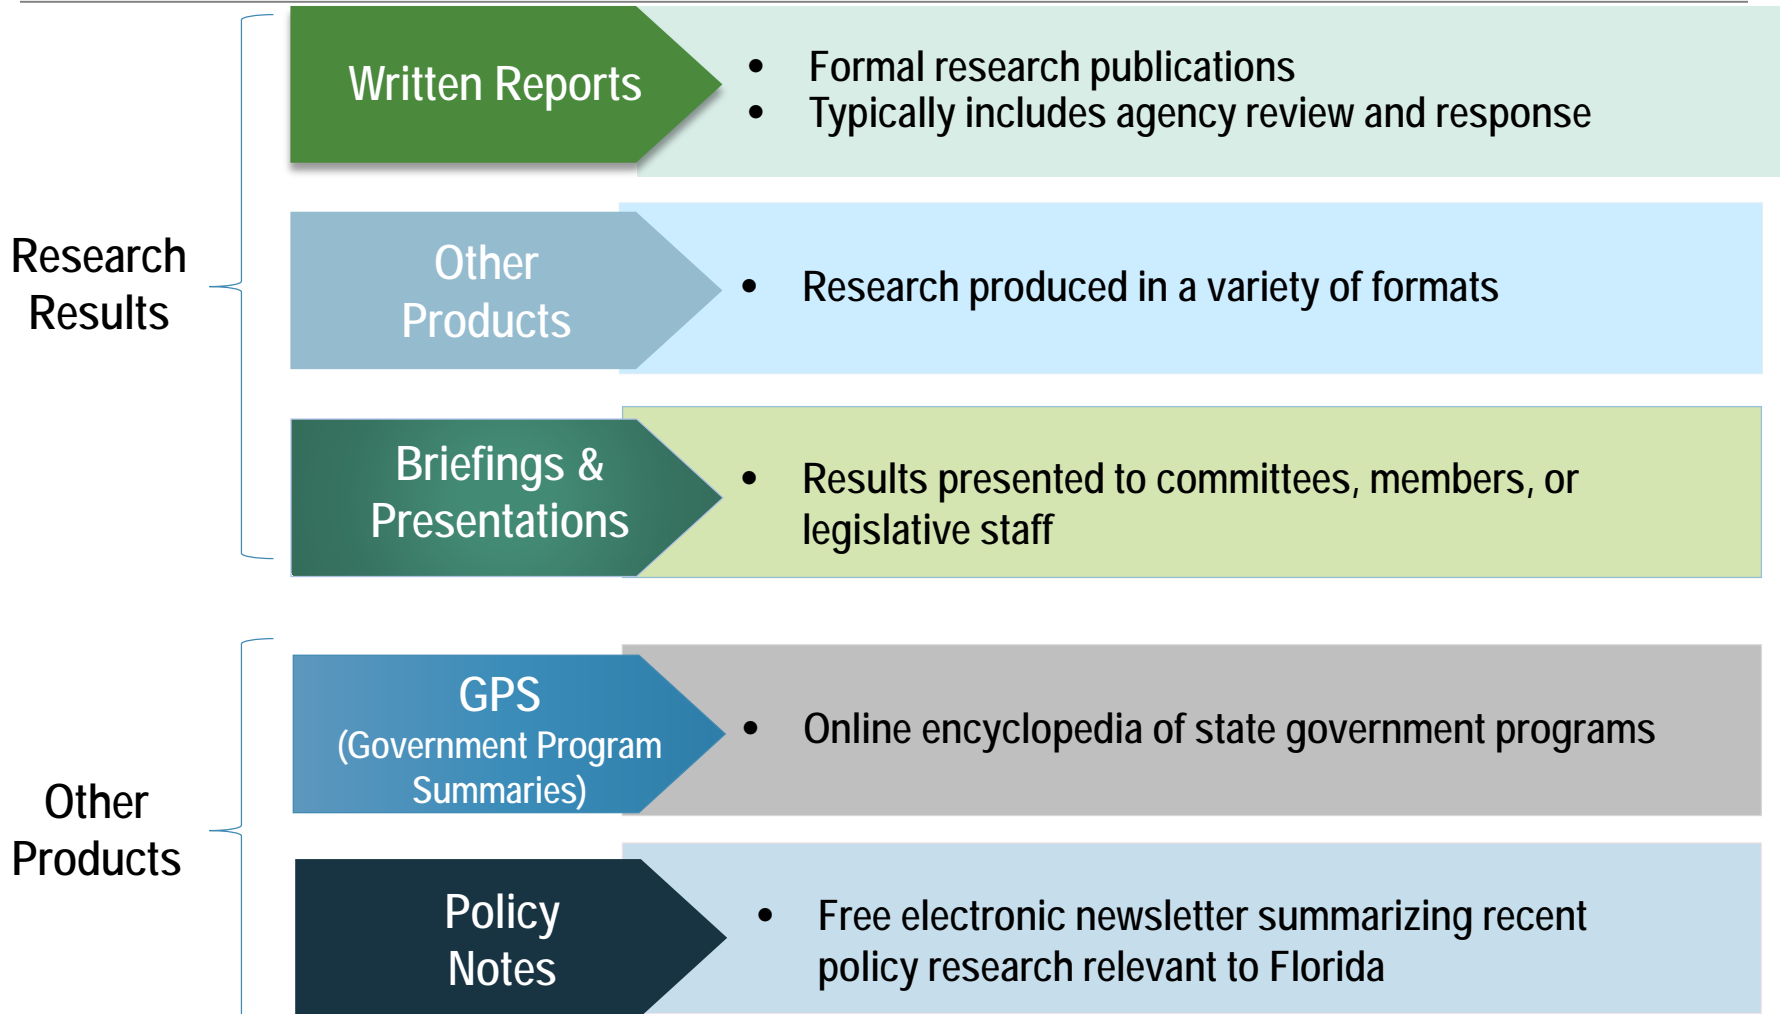 Written Reports
• Formal research publications
• Typically includes agency review and response
Research
Results
Other
Products
• Research produced in a variety of formats
Briefings &
Presentations
• Results presented to committees, members, or
legislative staff
GPS
(Government Program
Summaries)
• Online encyclopedia of state government programs
Other
Products
Policy
Notes
• Free electronic newsletter summarizing recent
policy research relevant to Florida